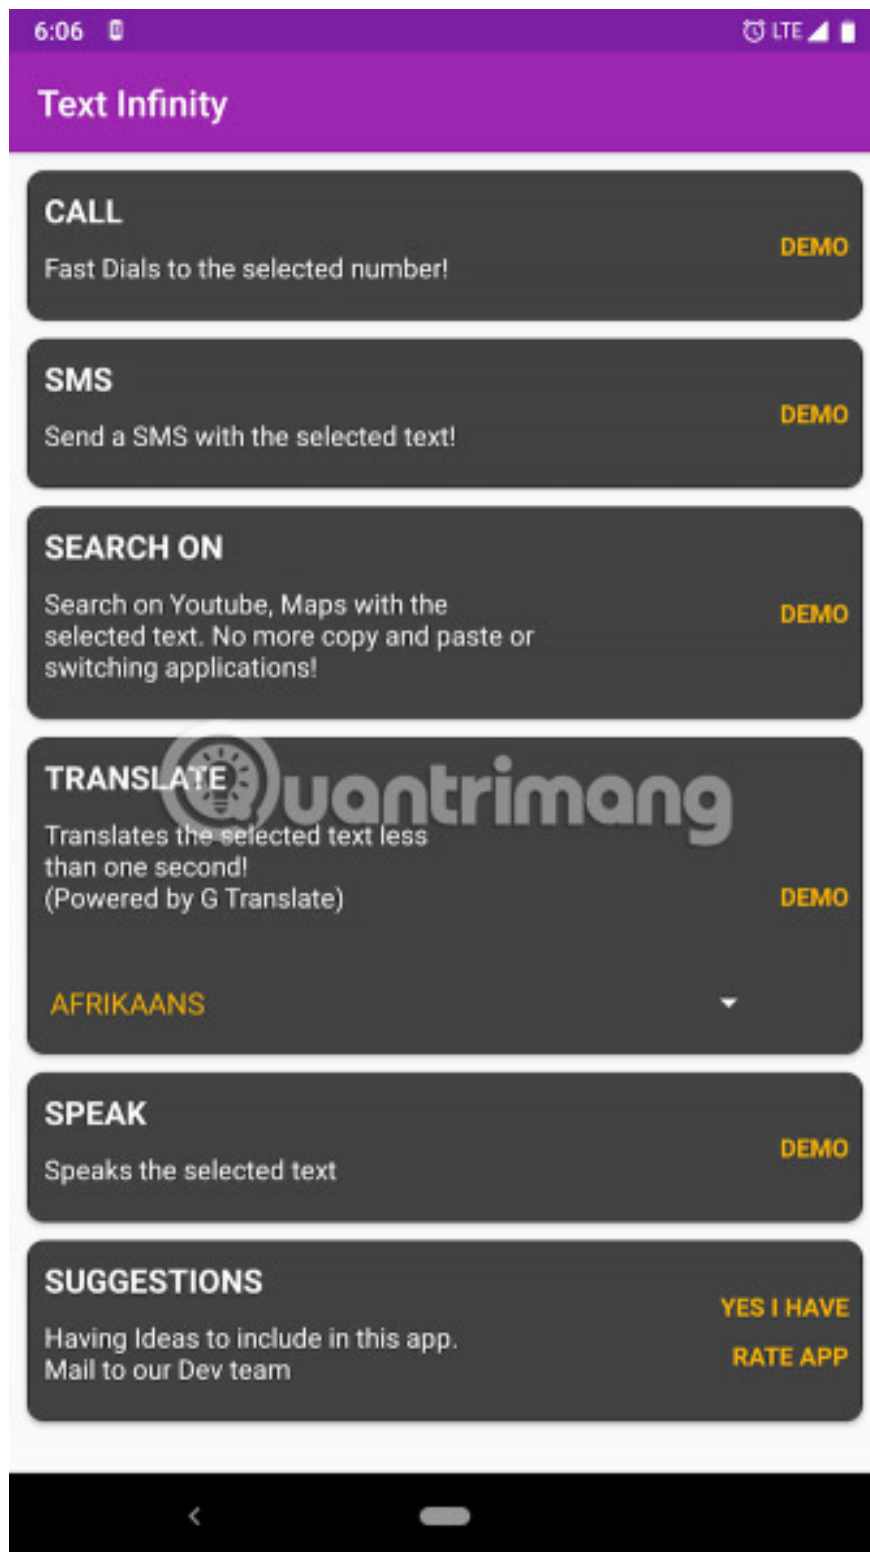 6:06 LTE
Text Infinity
CALL
DEMO
Fast Dials to the selected number!
SMS
DEMO
Send a SMS with the selected text!
SEARCH ON
Search on Youtube, Maps with the
DEMO
selected text. No more copy and paste or
switching applications!
TRANSLATE
Quantrimang
Translates the selected text less
than one second!
(Powered by G Translate)
DEMO
AFRIKAANS
SPEAK
DEMO
Speaks the selected text
SUGGESTIONS
YES I HAVE
Having Ideas to include in this app.
RATE APP
Mail to our Dev team